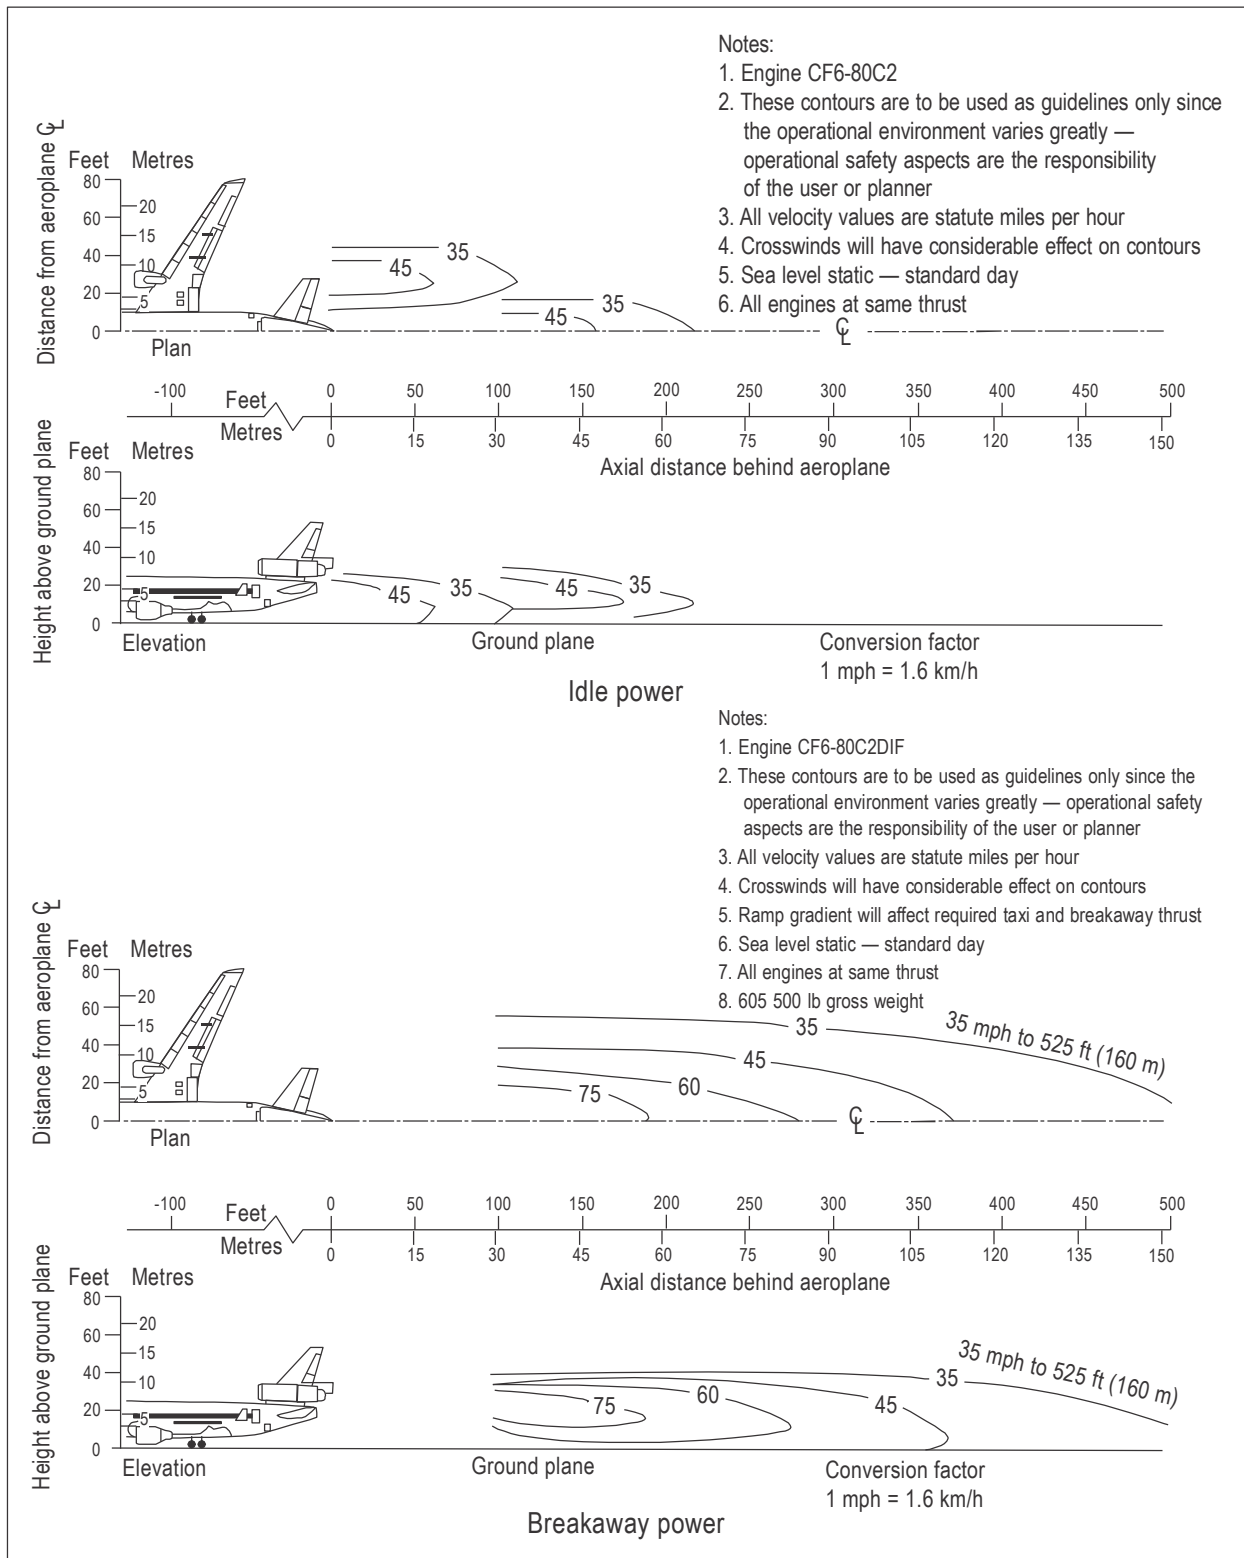 Notes:
1. Engine CF6-80C2
2. These contours are to be used as guidelines only since
the operational environment varies greatly —
operational safety aspects are the responsibility
of the user or planner
3. All velocity values are statute miles per hour
4. Crosswinds will have considerable effect on contours
5. Sea level static — standard day
6. All engines at same thrust
Distance from aeroplane ℄
Feet Metres
80
60
40
20
0
20
15
10
5
35
45
35
45
℄
Plan
-100 Feet 0 50 100 150 200 250 300 350 400 450 500
Metres 0 15 30 45 60 75 90 105 120 135 150
Axial distance behind aeroplane
Height above ground plane
Feet Metres
80
60
40
20
0
20
15
10
5
45
35
45
35
Elevation
Ground plane
Conversion factor
1 mph = 1.6 km/h
Idle power
Notes:
1. Engine CF6-80C2DIF
2. These contours are to be used as guidelines only since the
operational environment varies greatly — operational safety
aspects are the responsibility of the user or planner
3. All velocity values are statute miles per hour
4. Crosswinds will have considerable effect on contours
5. Ramp gradient will affect required taxi and breakaway thrust
6. Sea level static — standard day
7. All engines at same thrust
8. 605 500 lb gross weight
Distance from aeroplane ℄
Feet Metres
80
60
40
20
0
20
15
10
5
35
35 mph to 525 ft (160 m)
45
60
75
℄
Plan
-100 Feet 0 50 100 150 200 250 300 350 400 450 500
Metres 0 15 30 45 60 75 90 105 120 135 150
Axial distance behind aeroplane
Height above ground plane
Feet Metres
80
60
40
20
0
20
15
10
5
35 mph to 525 ft (160 m)
35
45
60
75
Elevation
Ground plane
Conversion factor
1 mph = 1.6 km/h
Breakaway power